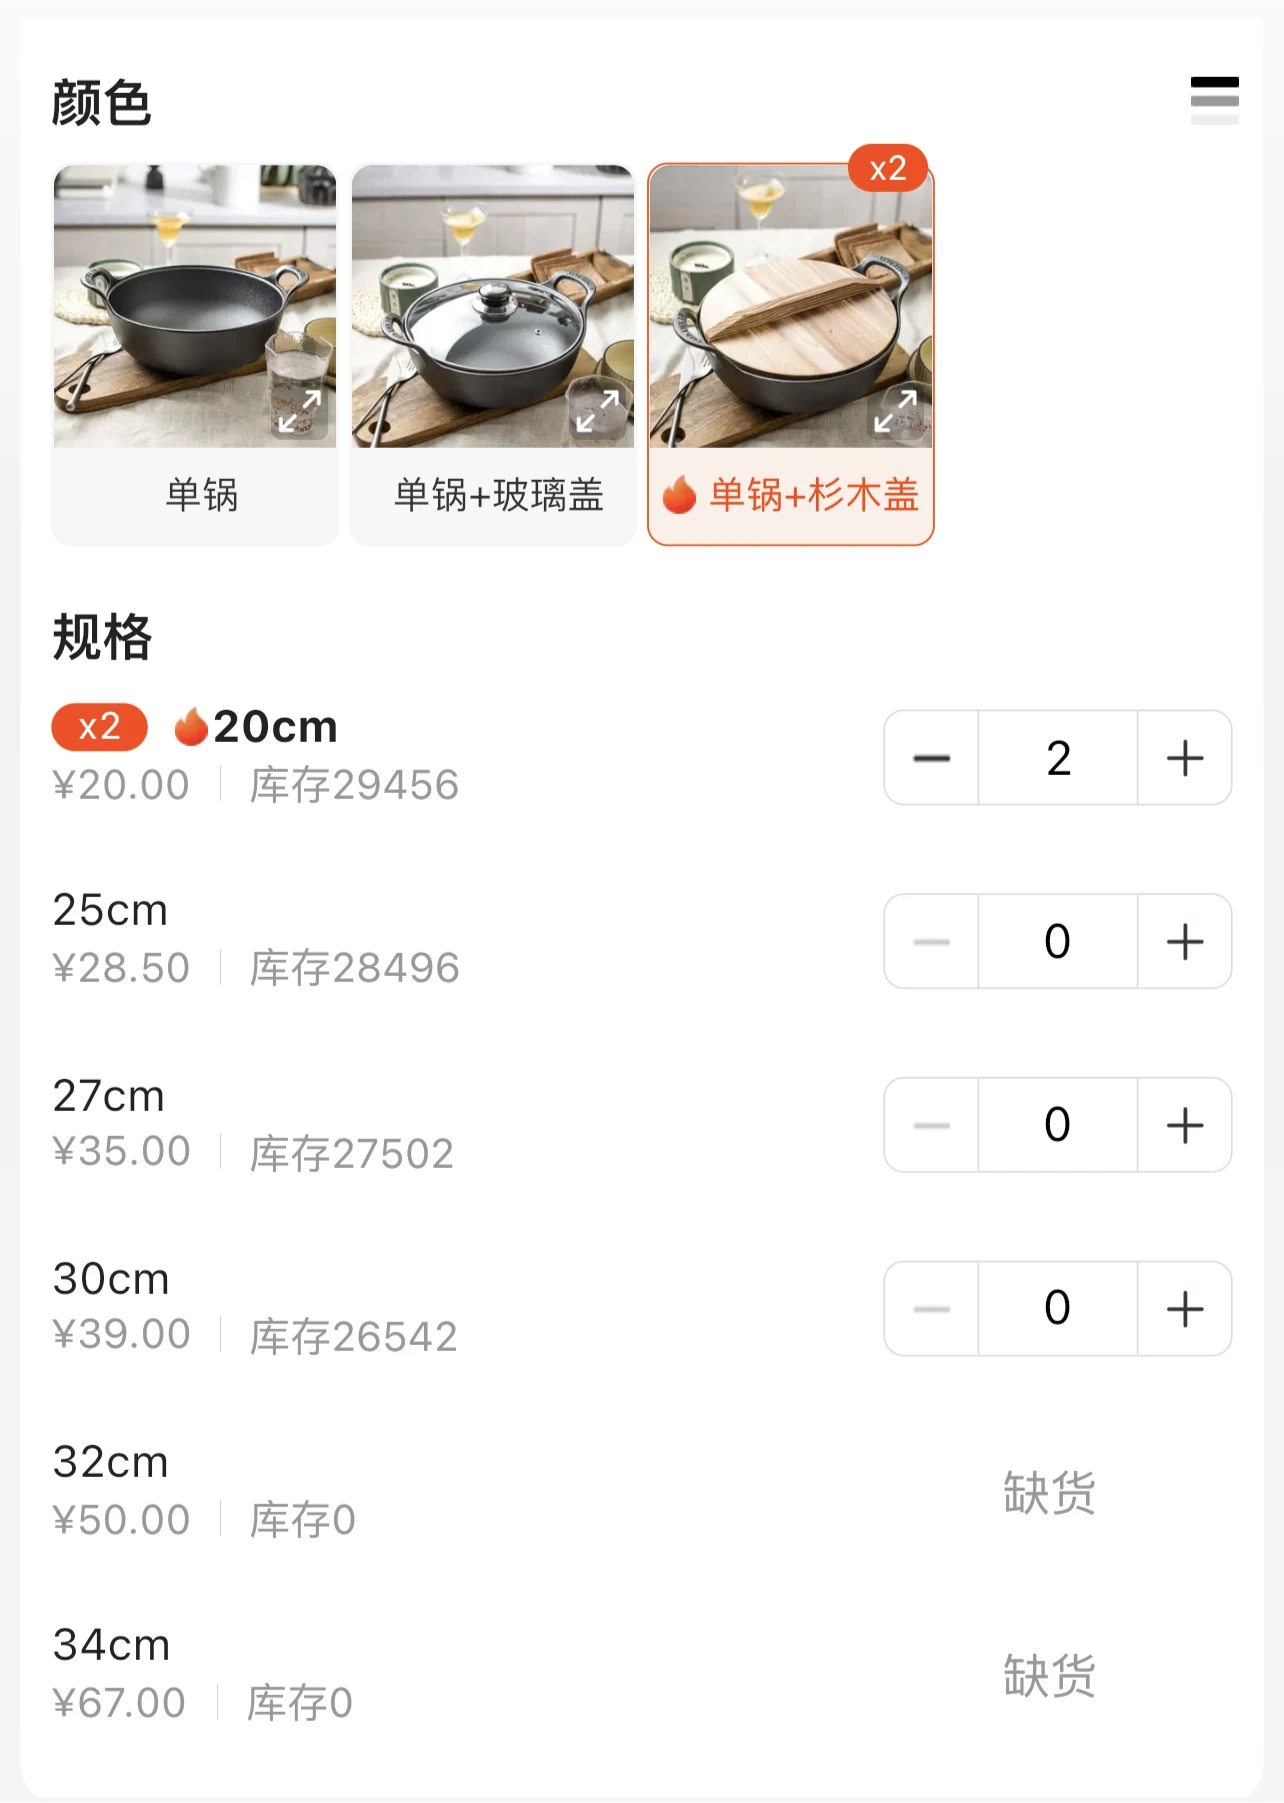 颜色
x2
单锅
单锅+玻璃盖
单锅+杉木盖
规格
x2 20cm
¥20.00 库存29456
2
25cm
¥28.50 库存28496
0
27cm
¥35.00 库存27502
0
30cm
¥39.00 库存26542
0
32cm
¥50.00 库存0
缺货
34cm
¥67.00 库存0
缺货